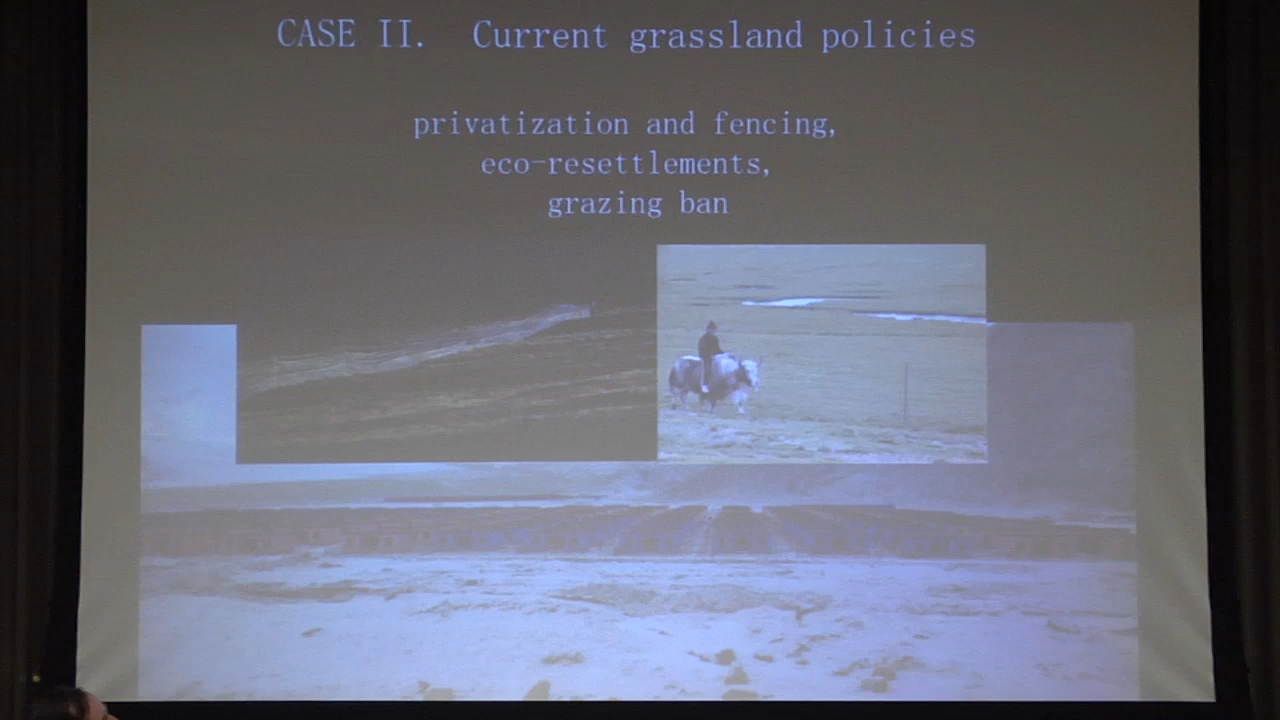 CASE II. Current grassland policies
privatization and fencing,
eco-resettlements,
grazing ban